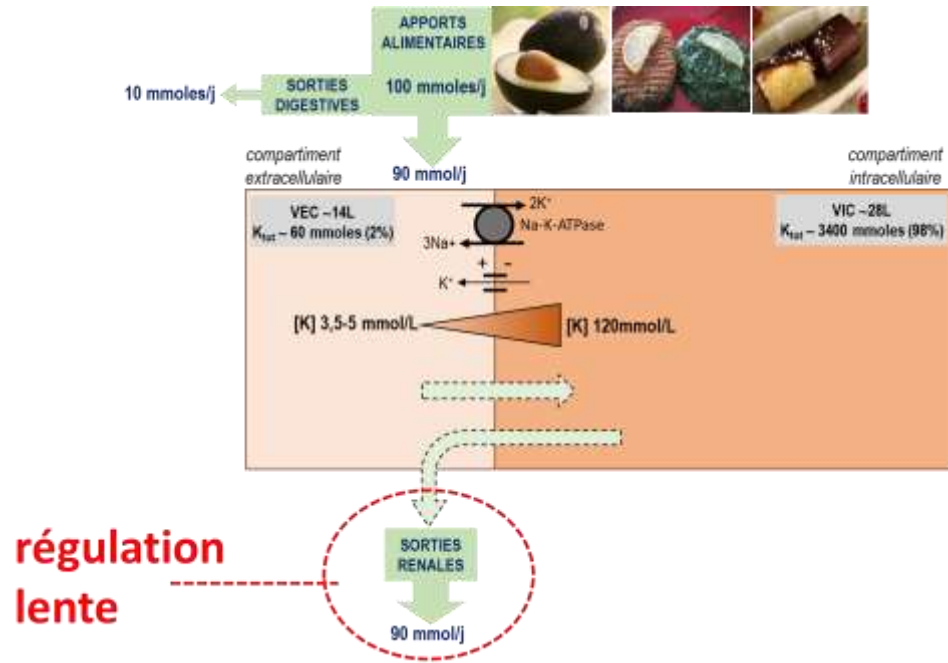 APPORTS
ALIMENTAIRES
100 mmoles/j
SORTIES
DIGESTIVES
10 mmoles/j
90 mmol/j
compartiment
extracellulaire
compartiment
intracellulaire
VEC ~14L
Ktot ~ 60 mmoles (2%)
VIC ~28L
Ktot ~ 3400 mmoles (98%)
2K⁺
Na-K-ATPase
3Na+
+ -
K⁺
[K] 3,5-5 mmol/L
[K] 120mmol/L
régulation
lente
SORTIES
RENALES
90 mmol/j